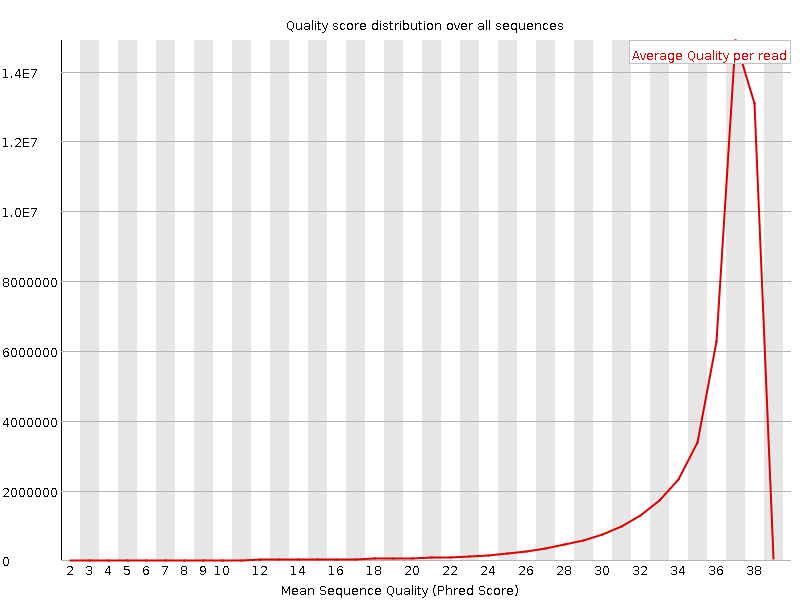 Quality score distribution over all sequences
Average Quality per read
1.4E7
1.2E7
1.0E7
8000000
6000000
4000000
2000000
0
2 3 4 5 6 7 8 9 10 12 14 16 18 20 22 24 26 28 30 32 34 36 38
Mean Sequence Quality (Phred Score)